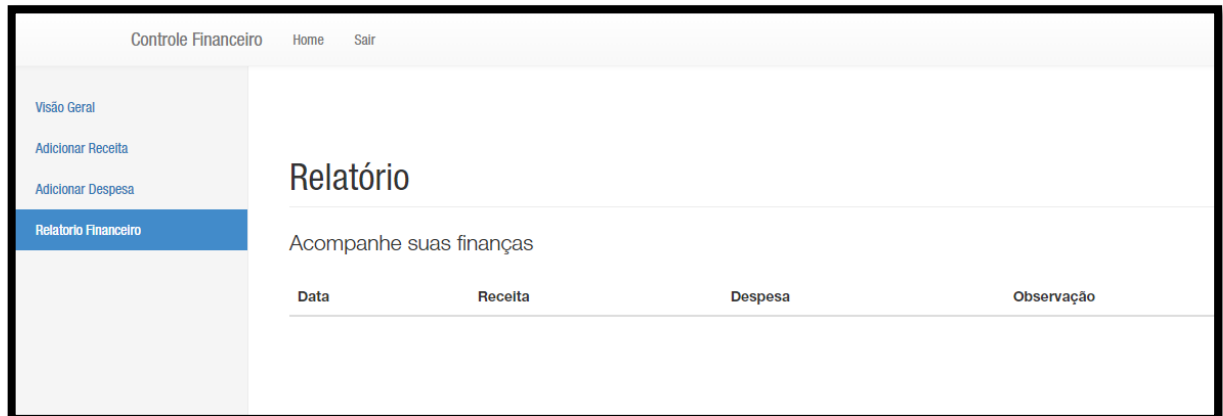 Controle Financeiro Home Sair
Visão Geral
Adicionar Receita
Adicionar Despesa
Relatorio Financeiro
Relatório
Acompanhe suas finanças
Data Receita Despesa Observação